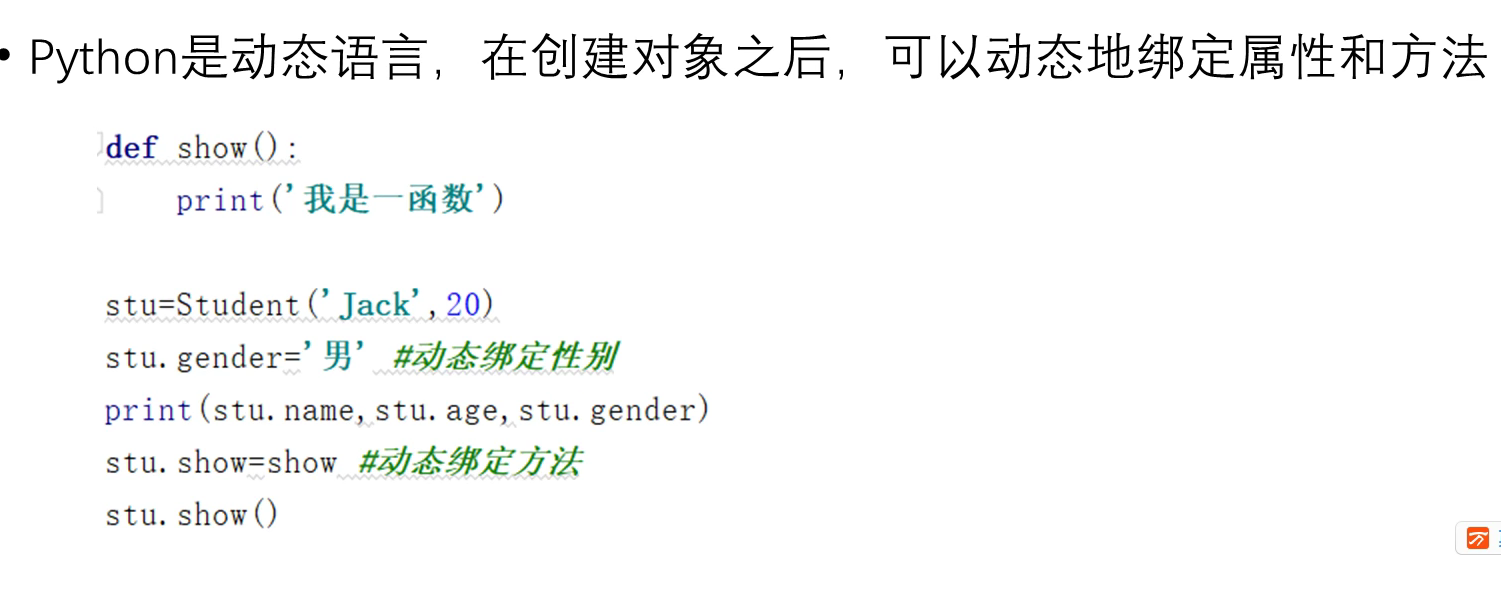 • Python是动态语言，在创建对象之后，可以动态地绑定属性和方法
def show():
    print('我是一函数')
stu=Student('Jack',20)
stu.gender='男' #动态绑定性别
print(stu.name,stu.age,stu.gender)
stu.show=show #动态绑定方法
stu.show()